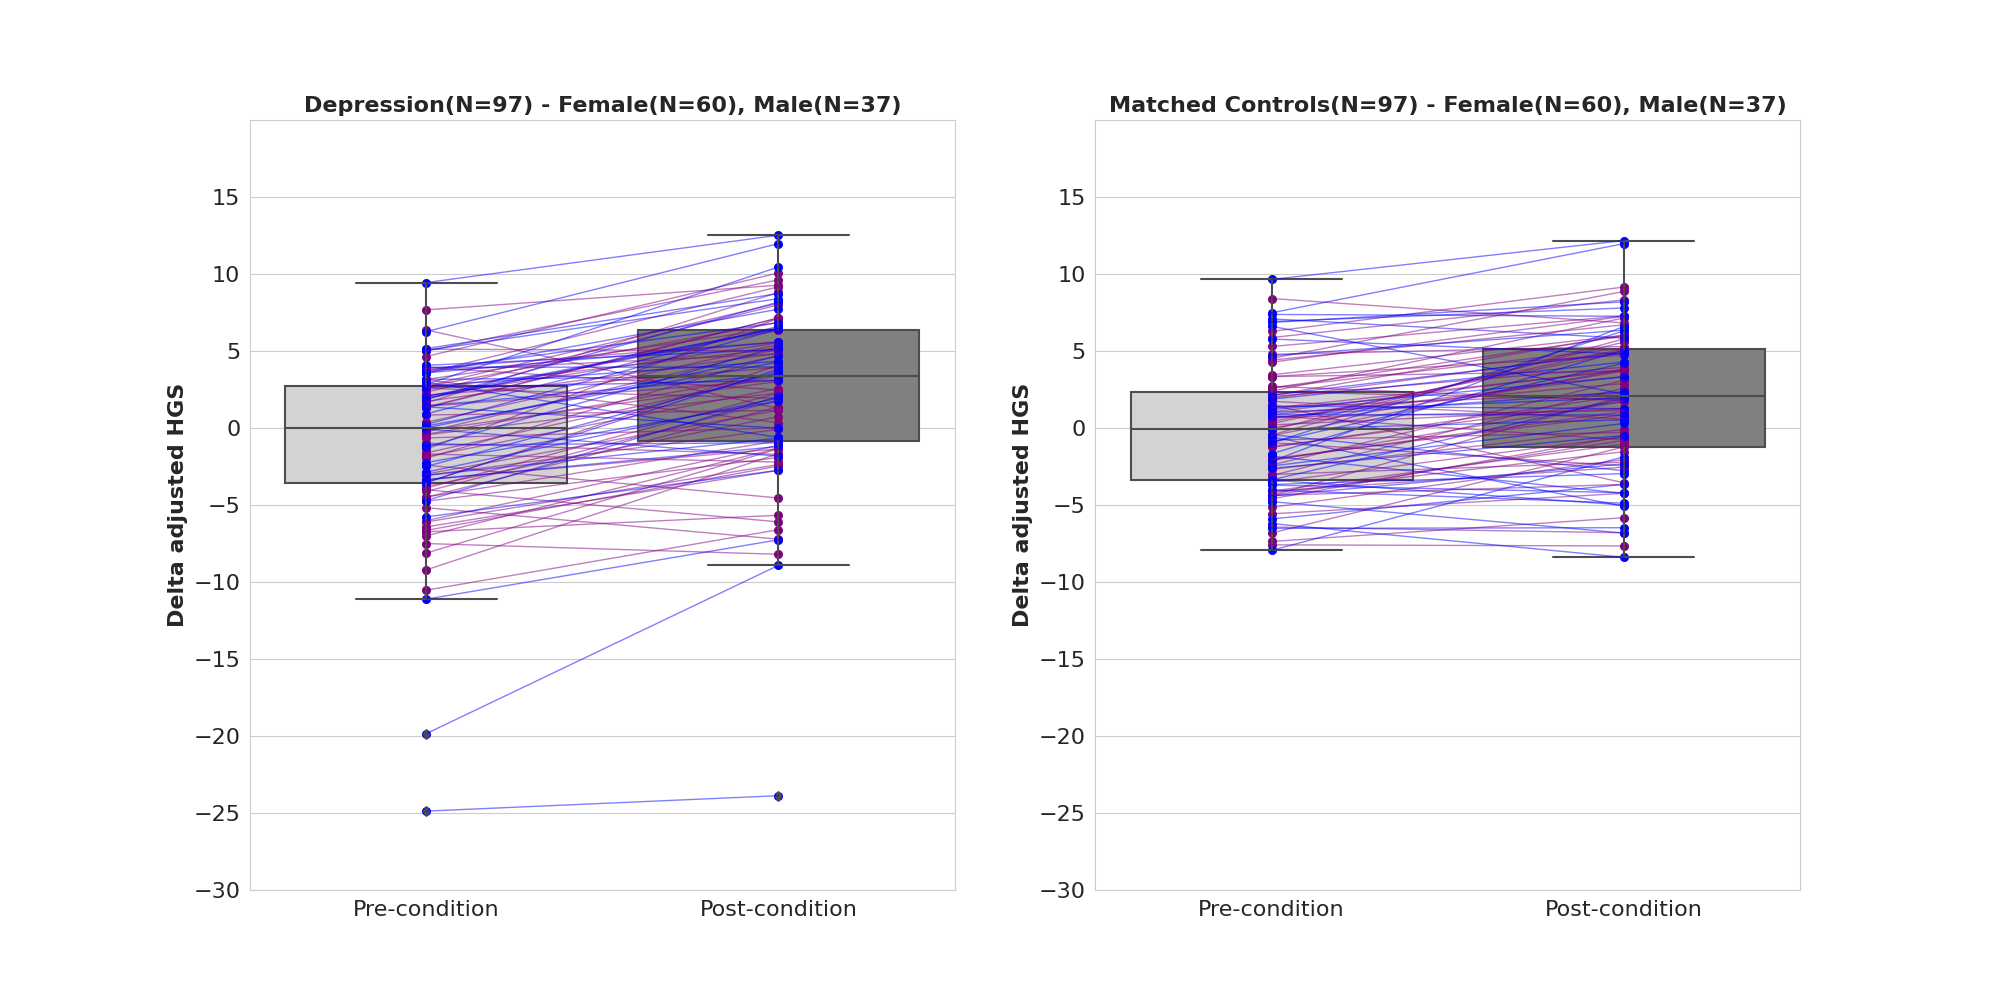 Depression(N=97) - Female(N=60), Male(N=37)
Delta adjusted HGS
15
10
5
0
−5
−10
−15
−20
−25
−30
Pre-condition
Post-condition
Matched Controls(N=97) - Female(N=60), Male(N=37)
Delta adjusted HGS
15
10
5
0
−5
−10
−15
−20
−25
−30
Pre-condition
Post-condition